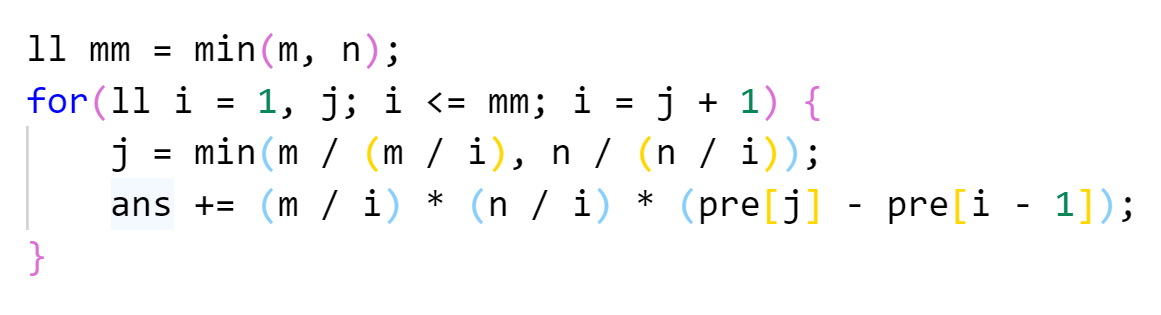 ll mm = min(m, n);
for(ll i = 1, j; i <= mm; i = j + 1) {
    j = min(m / (m / i), n / (n / i));
    ans += (m / i) * (n / i) * (pre[j] - pre[i - 1]);
}